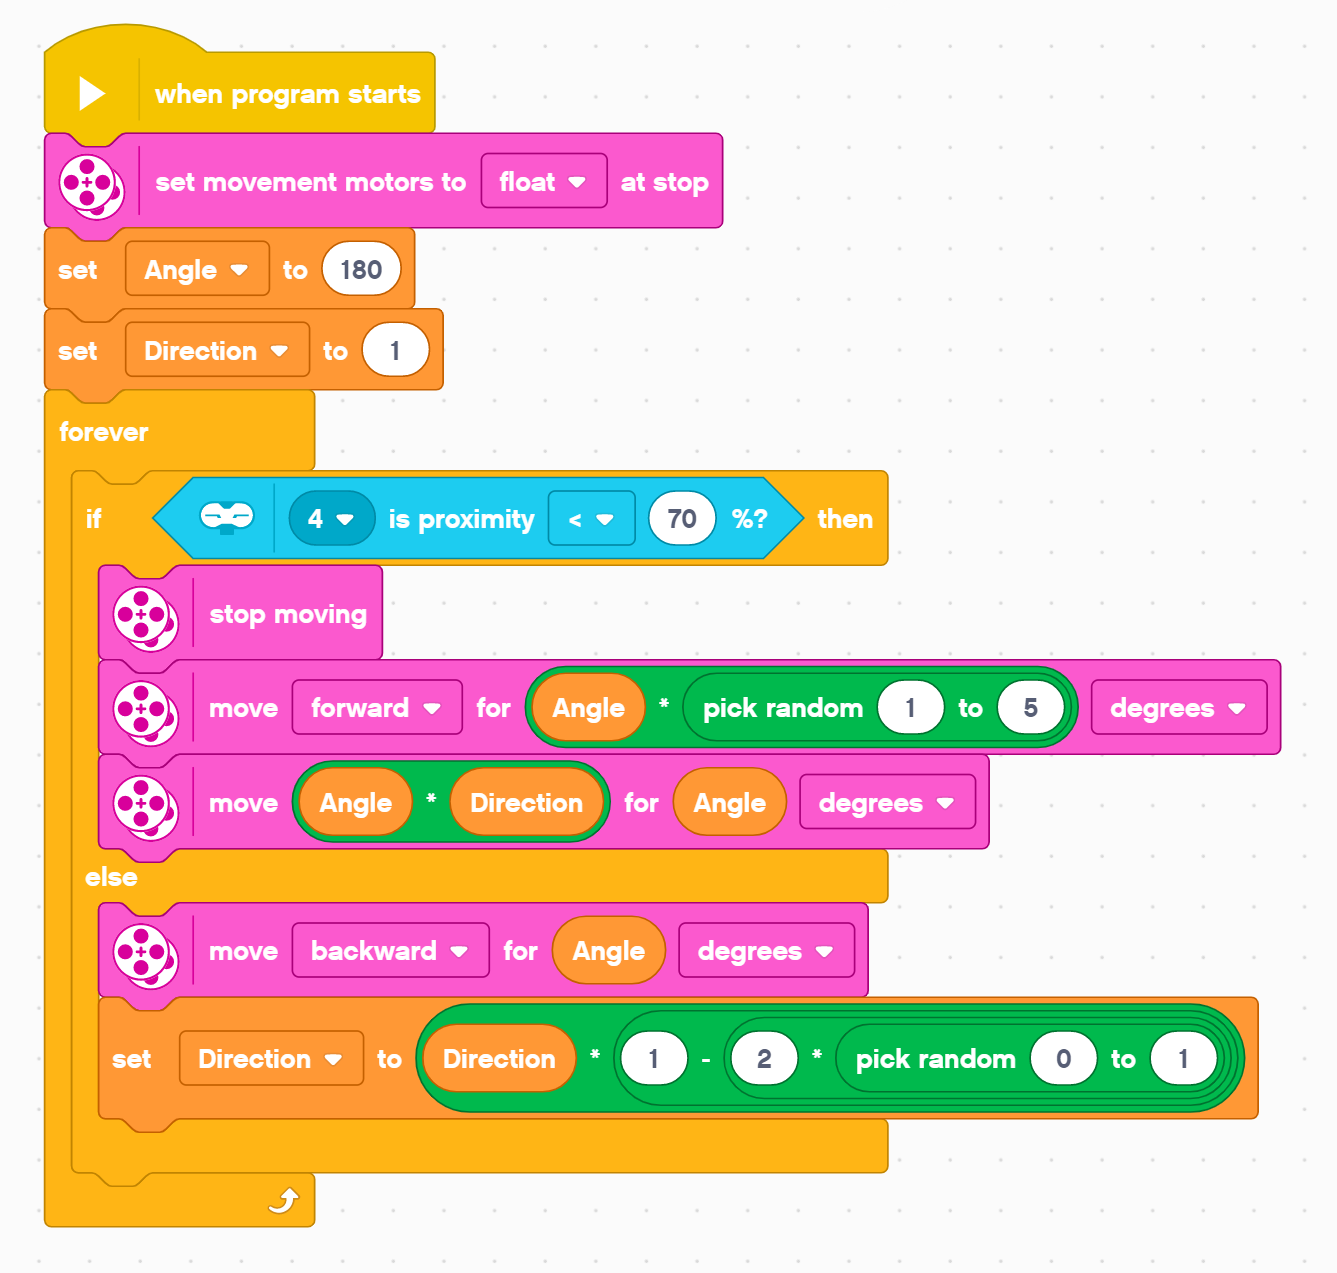 when program starts
set movement motors to float at stop
set Angle to 180
set Direction to 1
forever
if 4 is proximity < 70 %? then
stop moving
move forward for Angle * pick random 1 to 5 degrees
move Angle * Direction for Angle degrees
else
move backward for Angle degrees
set Direction to Direction * 1 - 2 * pick random 0 to 1